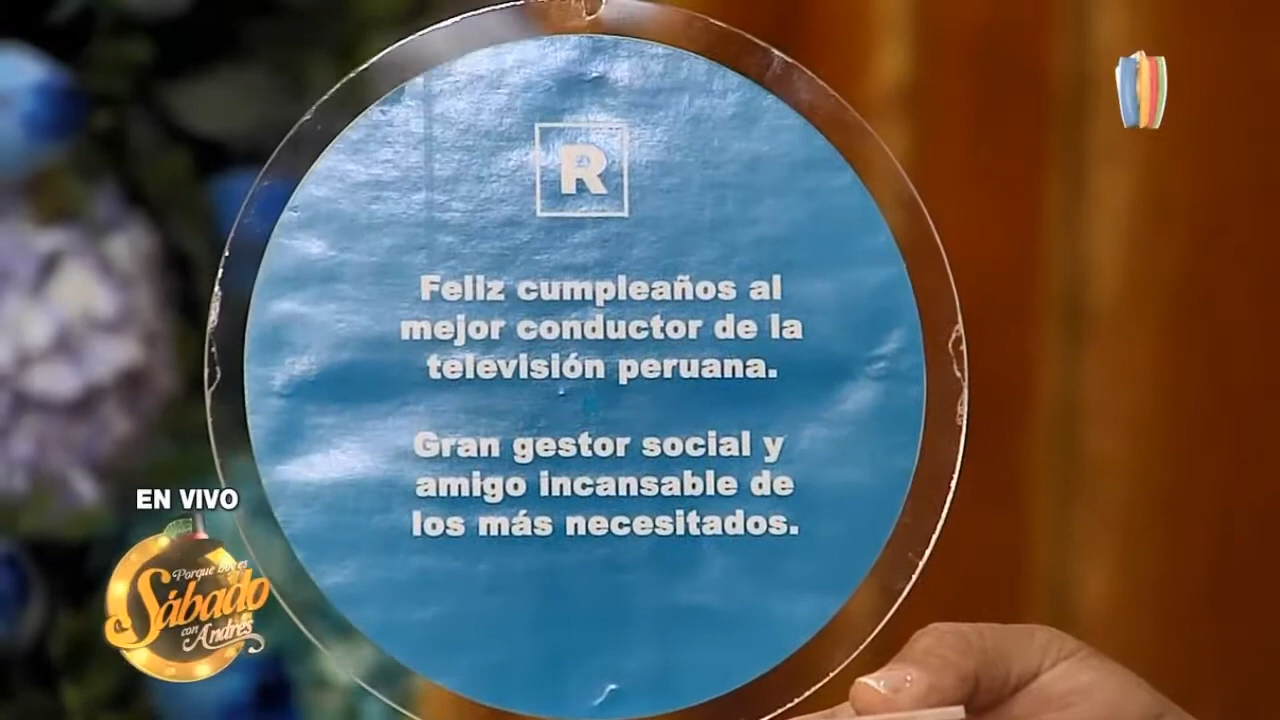 R
Feliz cumpleaños al
mejor conductor de la
televisión peruana.
Gran gestor social y
amigo incansable de
los más necesitados.
EN VIVO
Porque hoy es
Sábado
con Andrés